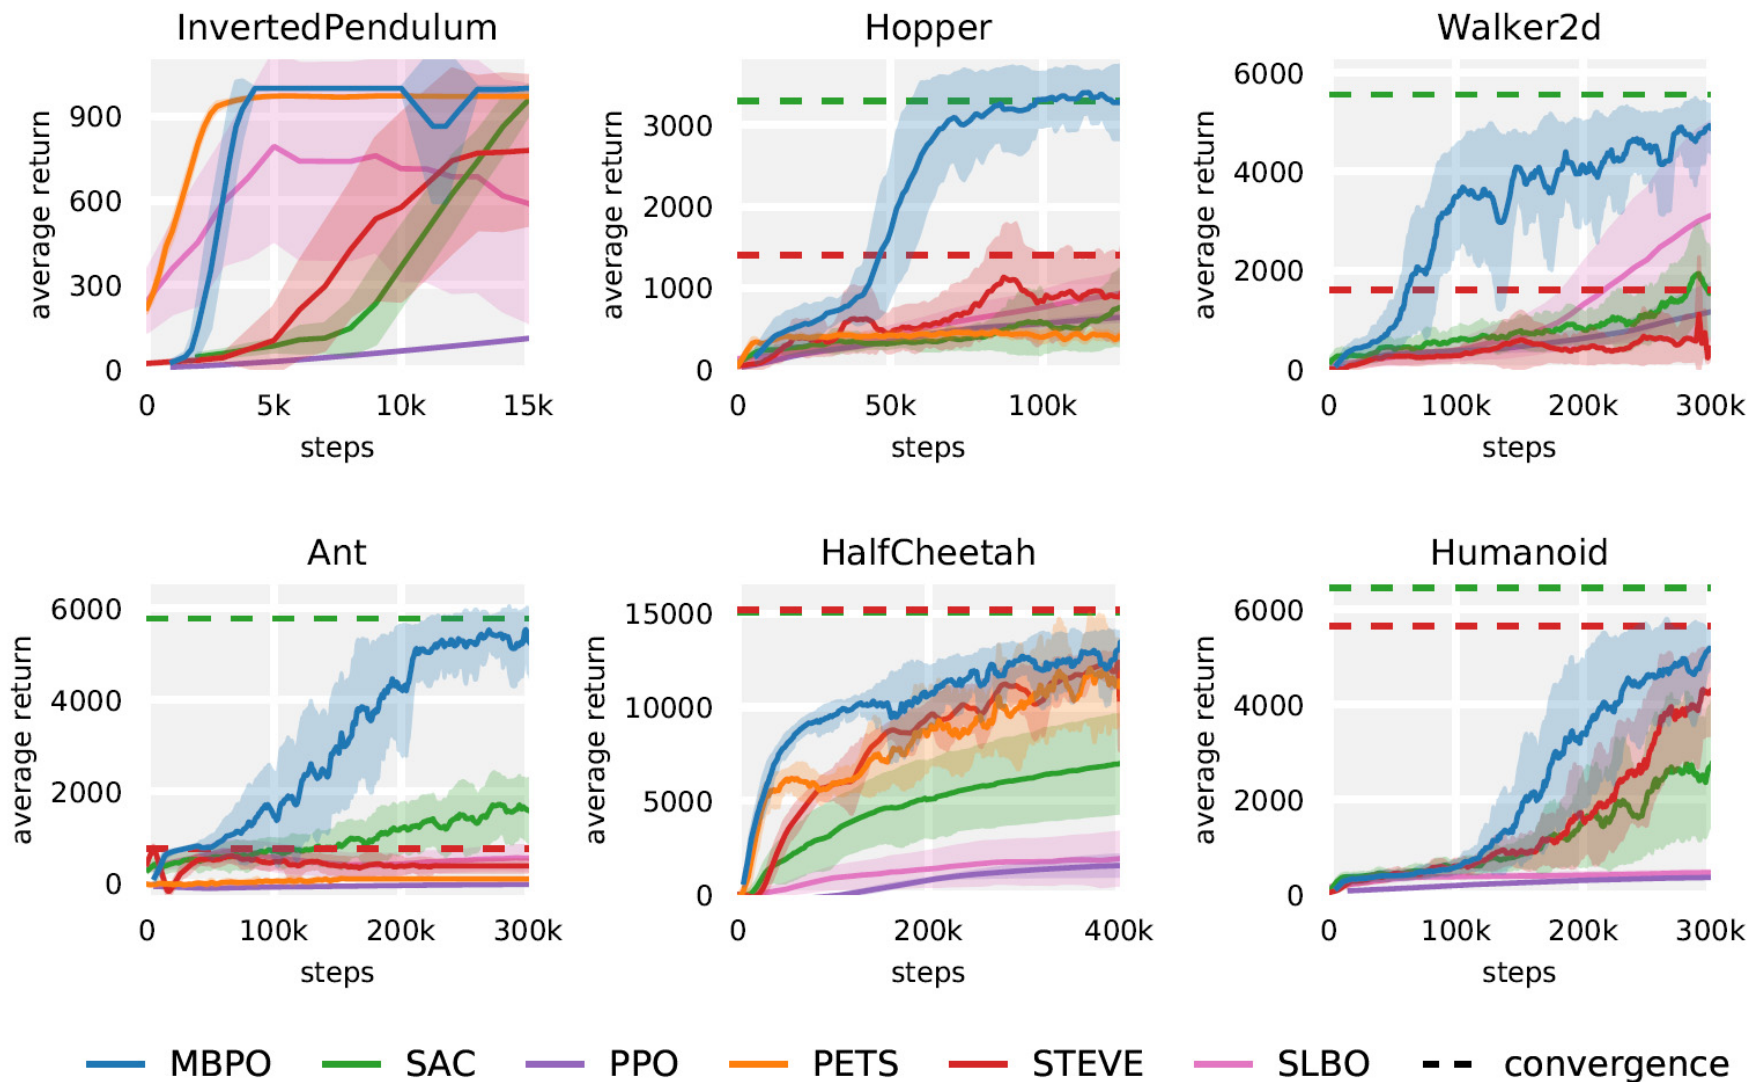 InvertedPendulum
average return
900
600
300
0
0 5k 10k 15k
steps
Hopper
average return
3000
2000
1000
0
0 50k 100k
steps
Walker2d
average return
6000
4000
2000
0
0 100k 200k 300k
steps
Ant
average return
6000
4000
2000
0
0 100k 200k 300k
steps
HalfCheetah
average return
15000
10000
5000
0
0 200k 400k
steps
Humanoid
average return
6000
4000
2000
0
0 100k 200k 300k
steps
MBPO SAC PPO PETS STEVE SLBO convergence